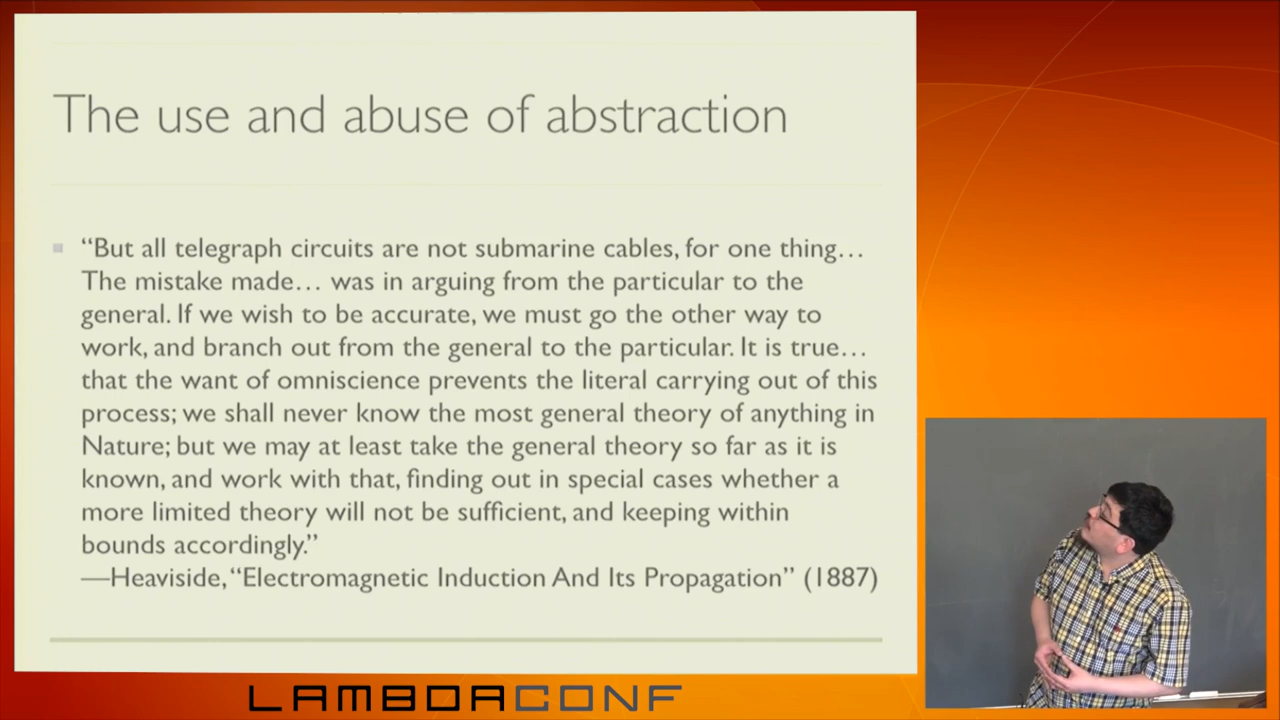 The use and abuse of abstraction
“But all telegraph circuits are not submarine cables, for one thing…
The mistake made… was in arguing from the particular to the
general. If we wish to be accurate, we must go the other way to
work, and branch out from the general to the particular. It is true…
that the want of omniscience prevents the literal carrying out of this
process; we shall never know the most general theory of anything in
Nature; but we may at least take the general theory so far as it is
known, and work with that, finding out in special cases whether a
more limited theory will not be sufficient, and keeping within
bounds accordingly.”
—Heaviside, “Electromagnetic Induction And Its Propagation” (1887)
LAMBDACONF